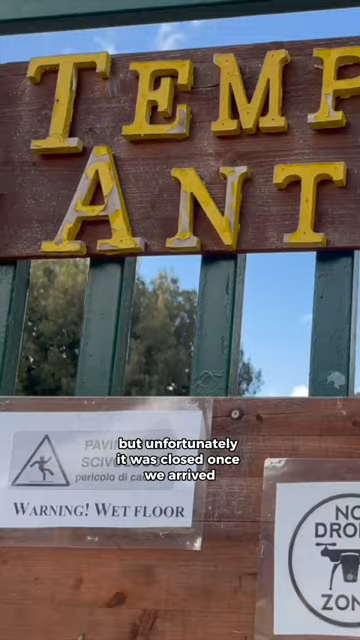 TEMP
ANT
PAVI
SCIV
pericolo di ca
WARNING! WET FLOOR
but unfortunately
it was closed once
we arrived
NO
DRO
ZON